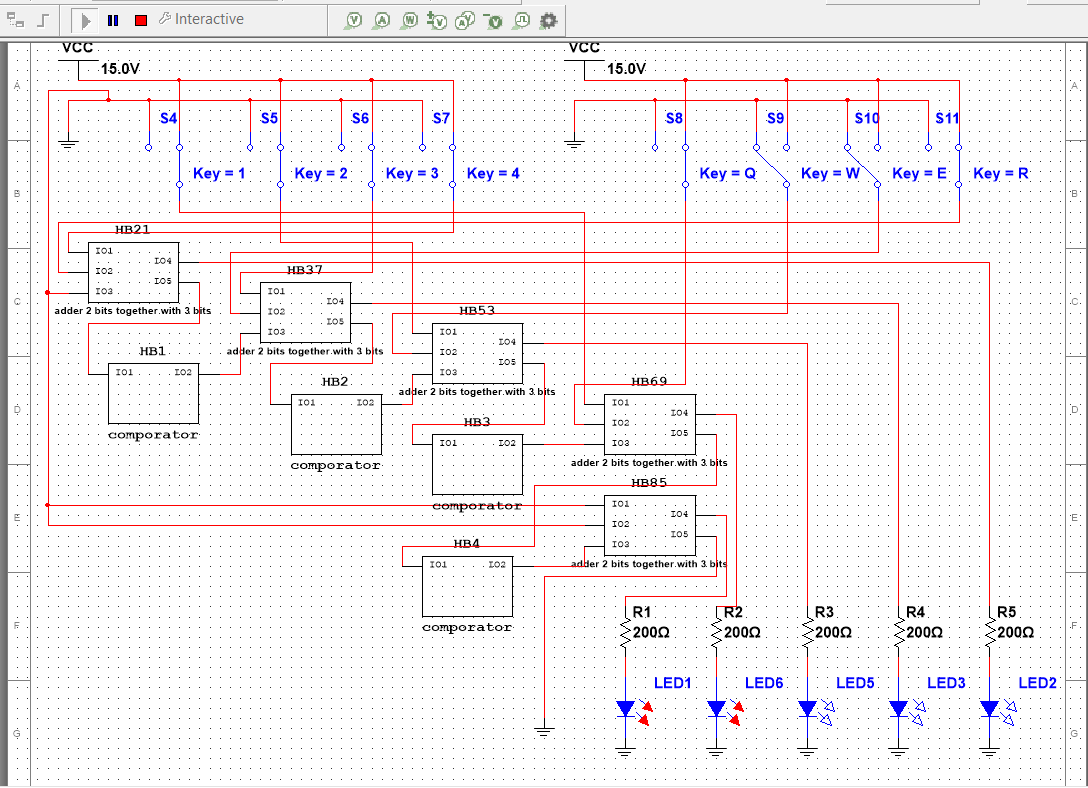 Interactive
VCC VCC
15.0V 15.0V
A A
S4 S5 S6 S7 S8 S9 S10 S11
Key = 1 Key = 2 Key = 3 Key = 4 Key = Q Key = W Key = E Key = R
B B
HB21
IO1
IO4
IO2
IO5
IO3
adder 2 bits together with 3 bits
HB37
IO1
IO4
IO2
IO5
IO3
adder 2 bits together with 3 bits
C C
HB53
IO1
IO4
IO2
IO5
IO3
adder 2 bits together with 3 bits
HB1
IO1 IO2
comporator
HB2
IO1 IO2
comporator
HB69
IO1
IO4
IO2
IO5
IO3
adder 2 bits together with 3 bits
D D
HB3
IO1 IO2
comporator
HB85
IO1
IO4
IO2
IO5
IO3
adder 2 bits together with 3 bits
E E
HB4
IO1 IO2
comporator
R1 R2 R3 R4 R5
F F
200Ω 200Ω 200Ω 200Ω 200Ω
LED1 LED6 LED5 LED3 LED2
G G